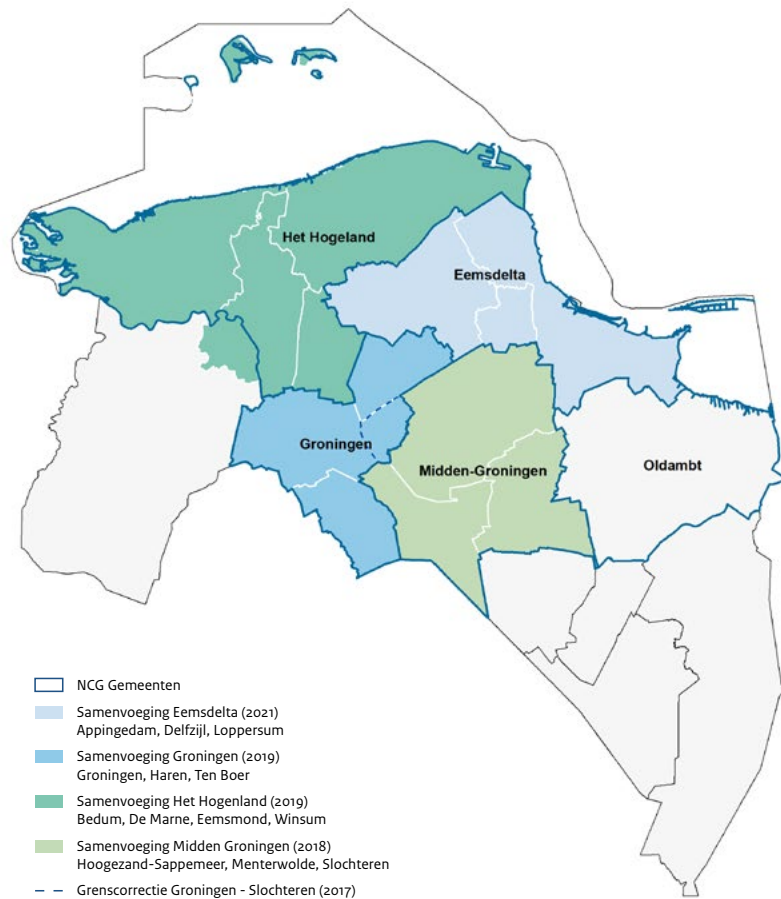 Het Hogeland
Eemsdelta
Groningen
Midden-Groningen
Oldambt
NCG Gemeenten
Samenvoeging Eemsdelta (2021)
Appingedam, Delfzijl, Loppersum
Samenvoeging Groningen (2019)
Groningen, Haren, Ten Boer
Samenvoeging Het Hogenland (2019)
Bedum, De Marne, Eemsmond, Winsum
Samenvoeging Midden Groningen (2018)
Hoogezand-Sappemeer, Menterwolde, Slochteren
Grenscorrectie Groningen - Slochteren (2017)